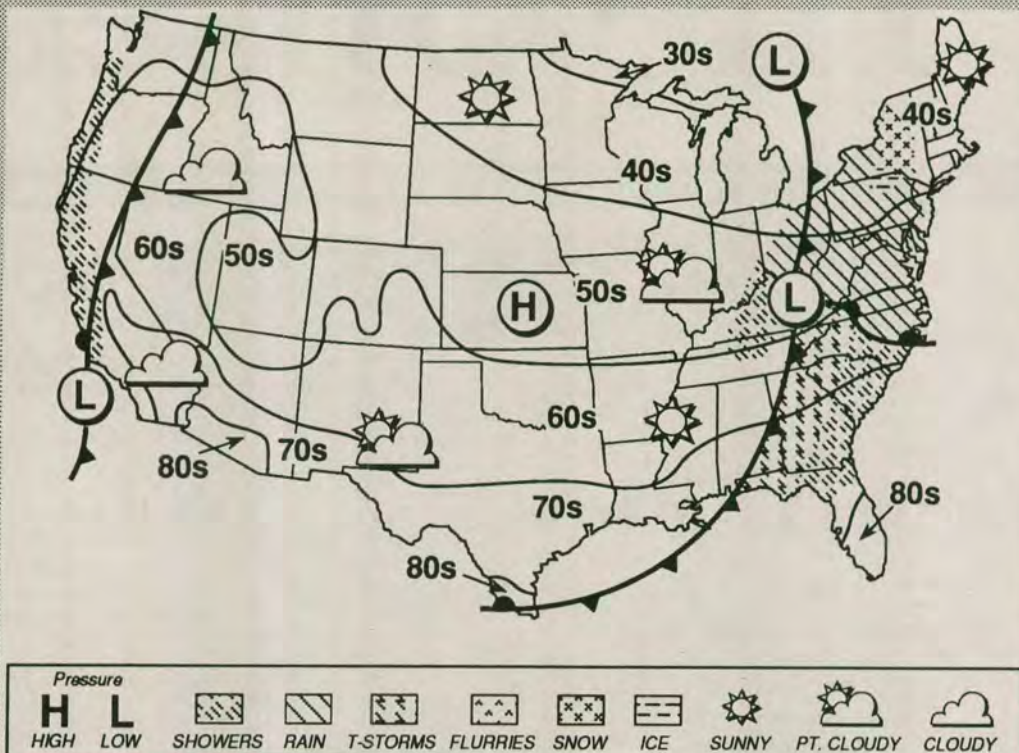 30s
L
40s
40s
60s
50s
50s
H
L
L
60s
80s
70s
70s
80s
80s
Pressure
H L
HIGH LOW SHOWERS RAIN T-STORMS FLURRIES SNOW ICE SUNNY PT. CLOUDY CLOUDY